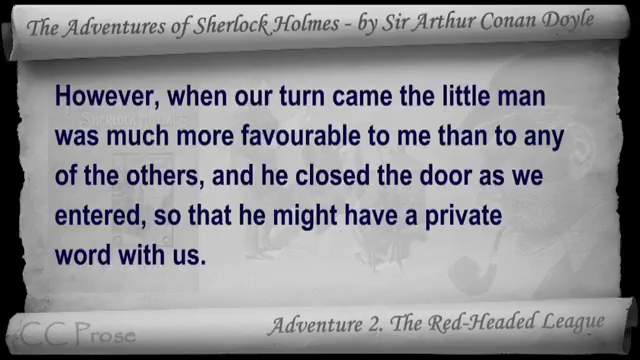 The Adventures of Sherlock Holmes - by Sir Arthur Conan Doyle
However, when our turn came the little man
was much more favourable to me than to any
of the others, and he closed the door as we
entered, so that he might have a private
word with us.
CC Prose
Adventure 2. The Red-Headed League